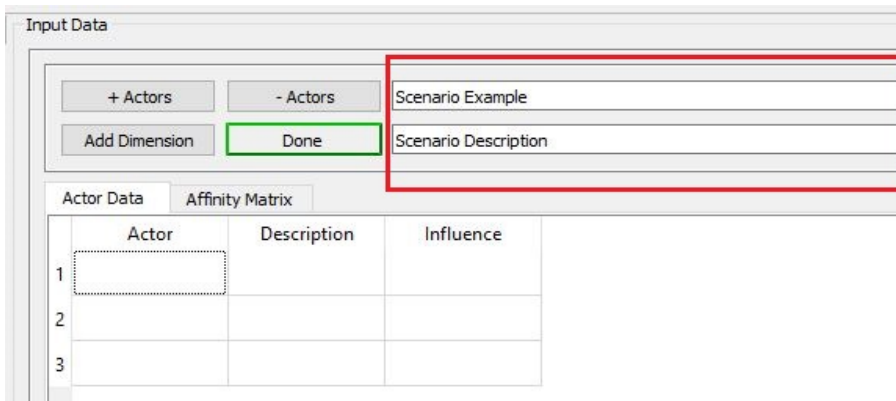 Input Data
+ Actors - Actors Scenario Example
Add Dimension Done Scenario Description
Actor Data Affinity Matrix
Actor Description Influence
1
2
3